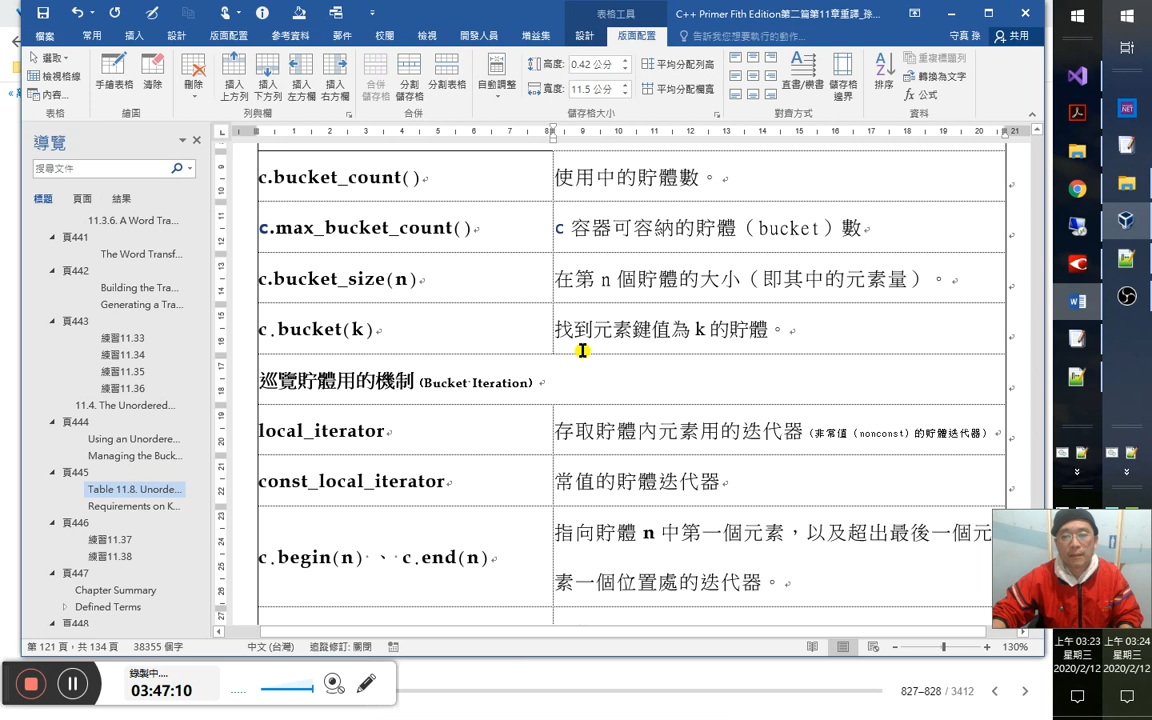 表格工具
C++ Primer Fith Edition第二篇第11章重譯_孫...
檔案
常用
插入
設計
版面配置
參考資料
郵件
校閱
檢視
開發人員
增益集
設計
版面配置
告訴我您想要執行的動作...
守真 孫
共用
選取
檢視格線
內容...
表格
手繪表格
清除
繪圖
刪除
插入上方列
插入下方列
插入左方欄
插入右方欄
列與欄
合併儲存格
分割儲存格
分割表格
合併
自動調整
高度: 0.42 公分
寬度: 11.5 公分
平均分配列高
平均分配欄寬
儲存格大小
直書/橫書
儲存格邊界
對齊方式
排序
重複標題列
轉換為文字
公式
資料
導覽
搜尋文件
標題 頁面 結果
11.3.6. A Word Tra...
頁441
The Word Transf...
頁442
Building the Tra...
Generating a Tra...
頁443
練習11.33
練習11.34
練習11.35
練習11.36
11.4. The Unordered...
頁444
Using an Unordere...
Managing the Buck...
頁445
Table 11.8. Unorde...
Requirements on K...
頁446
練習11.37
練習11.38
頁447
Chapter Summary
Defined Terms
頁448
c.bucket_count() 使用中的貯體數。
c.max_bucket_count() c 容器可容納的貯體（bucket）數
c.bucket_size(n) 在第 n 個貯體的大小（即其中的元素量）。
c.bucket(k) 找到元素鍵值為 k 的貯體。
巡覽貯體用的機制 (Bucket Iteration)
local_iterator 存取貯體內元素用的迭代器（非常值（nonconst）的貯體迭代器）
const_local_iterator 常值的貯體迭代器
c.begin(n)、c.end(n) 指向貯體 n 中第一個元素，以及超出最後一個元
素一個位置處的迭代器。
第 121 頁，共 134 頁 38355 個字 中文 (台灣) 追蹤修訂: 關閉 130%
錄製中....
03:47:10
827–828 / 3412
上午 03:23
星期三
2020/2/12
上午 03:24
星期三
2020/2/12